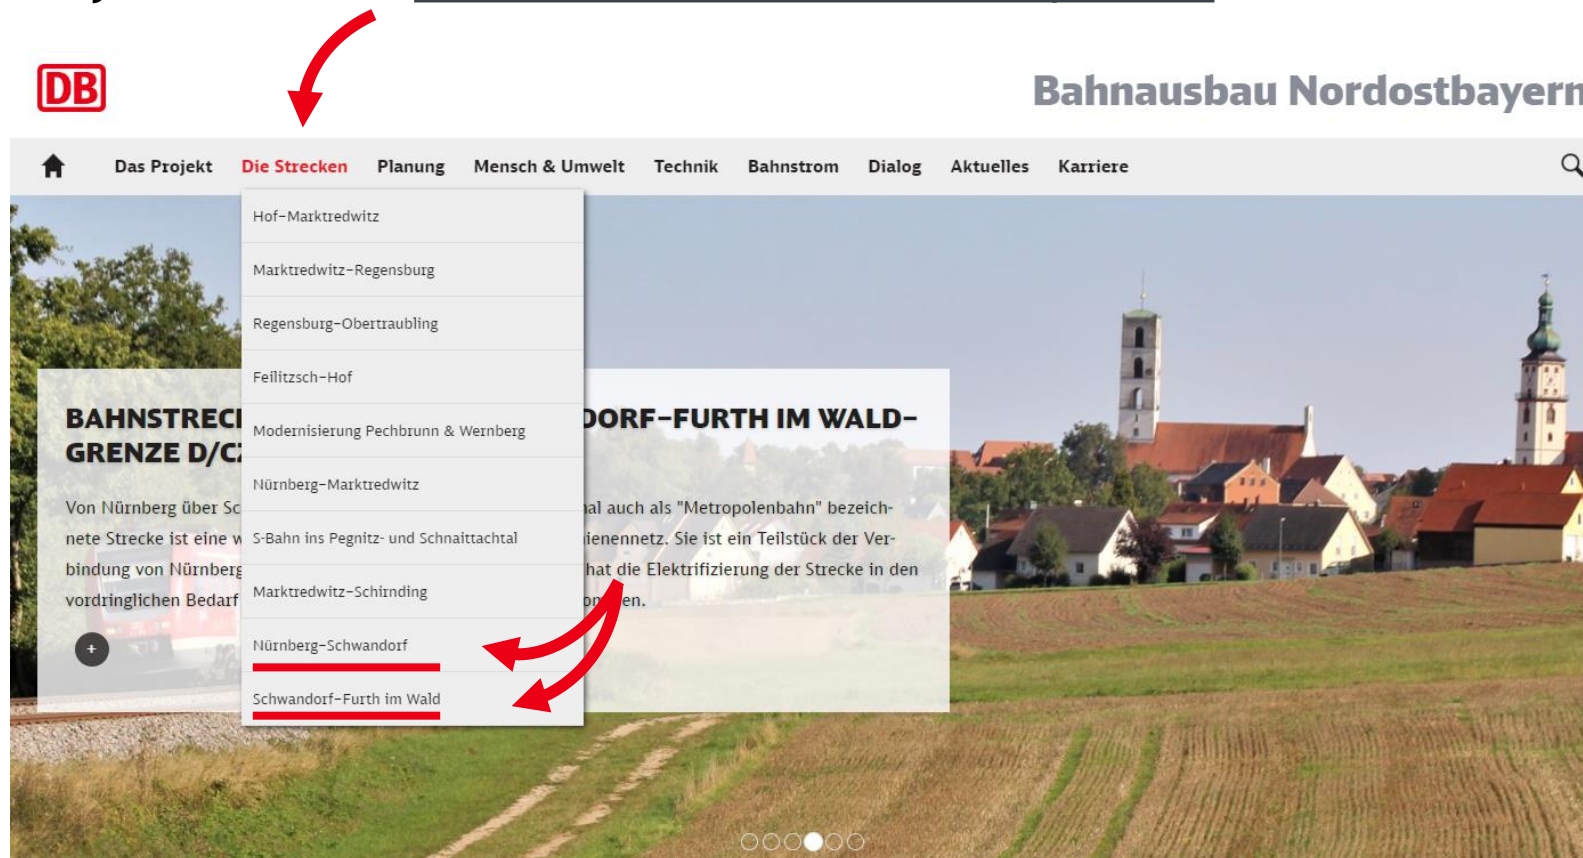 DB
Bahnausbau Nordostbayern
Das Projekt Die Strecken Planung Mensch & Umwelt Technik Bahnstrom Dialog Aktuelles Karriere
Hof-Marktredwitz
Marktredwitz-Regensburg
Regensburg-Obertraubling
Feilitzsch-Hof
Modernisierung Pechbrunn & Wernberg
Nürnberg-Marktredwitz
S-Bahn ins Pegnitz- und Schnaittachtal
Marktredwitz-Schirnding
Nürnberg-Schwandorf
Schwandorf-Furth im Wald
DORF-FURTH IM WALD-
GRENZE D/
Von Nürnberg über al auch als "Metropolenbahn" bezeich-
nete Strecke ist eine ienennetz. Sie ist ein Teilstück der Ver-
bindung von Nürnberg hat die Elektrifizierung der Strecke in den
vordringlichen Bedarf
+